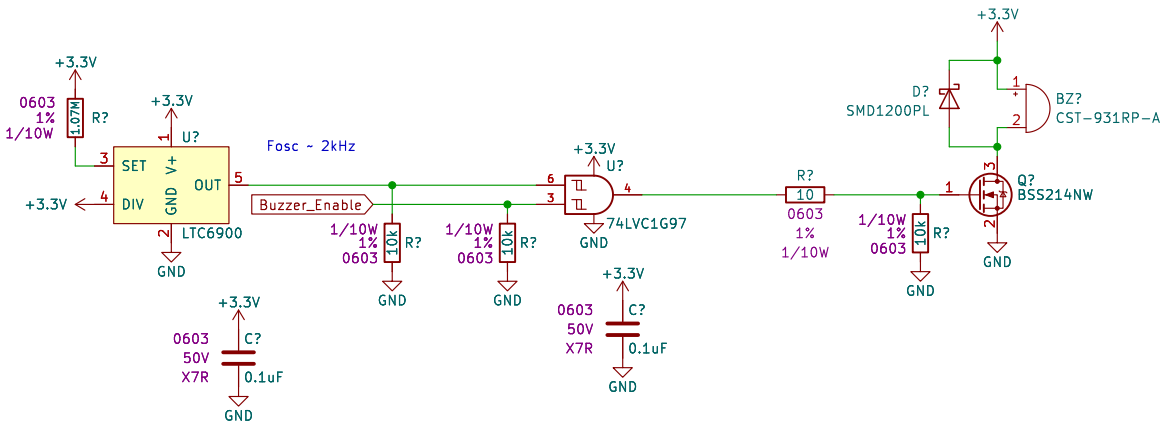 +3.3V
0603
1%
1/10W
1.07M
R?
+3.3V
1
U?
3
SET
V+
OUT
5
+3.3V
4
DIV
GND
2
LTC6900
GND
Fosc ~ 2kHz
Buzzer_Enable
1/10W
1%
0603
10k
R?
GND
1/10W
1%
0603
10k
R?
GND
+3.3V
U?
6
3
4
74LVC1G97
GND
R?
10
0603
1%
1/10W
1/10W
1%
0603
10k
R?
GND
+3.3V
D?
SMD1200PL
1
+
2
BZ?
CST-931RP-A
3
1
Q?
BSS214NW
2
GND
+3.3V
0603
50V
X7R
C?
0.1uF
GND
+3.3V
0603
50V
X7R
C?
0.1uF
GND